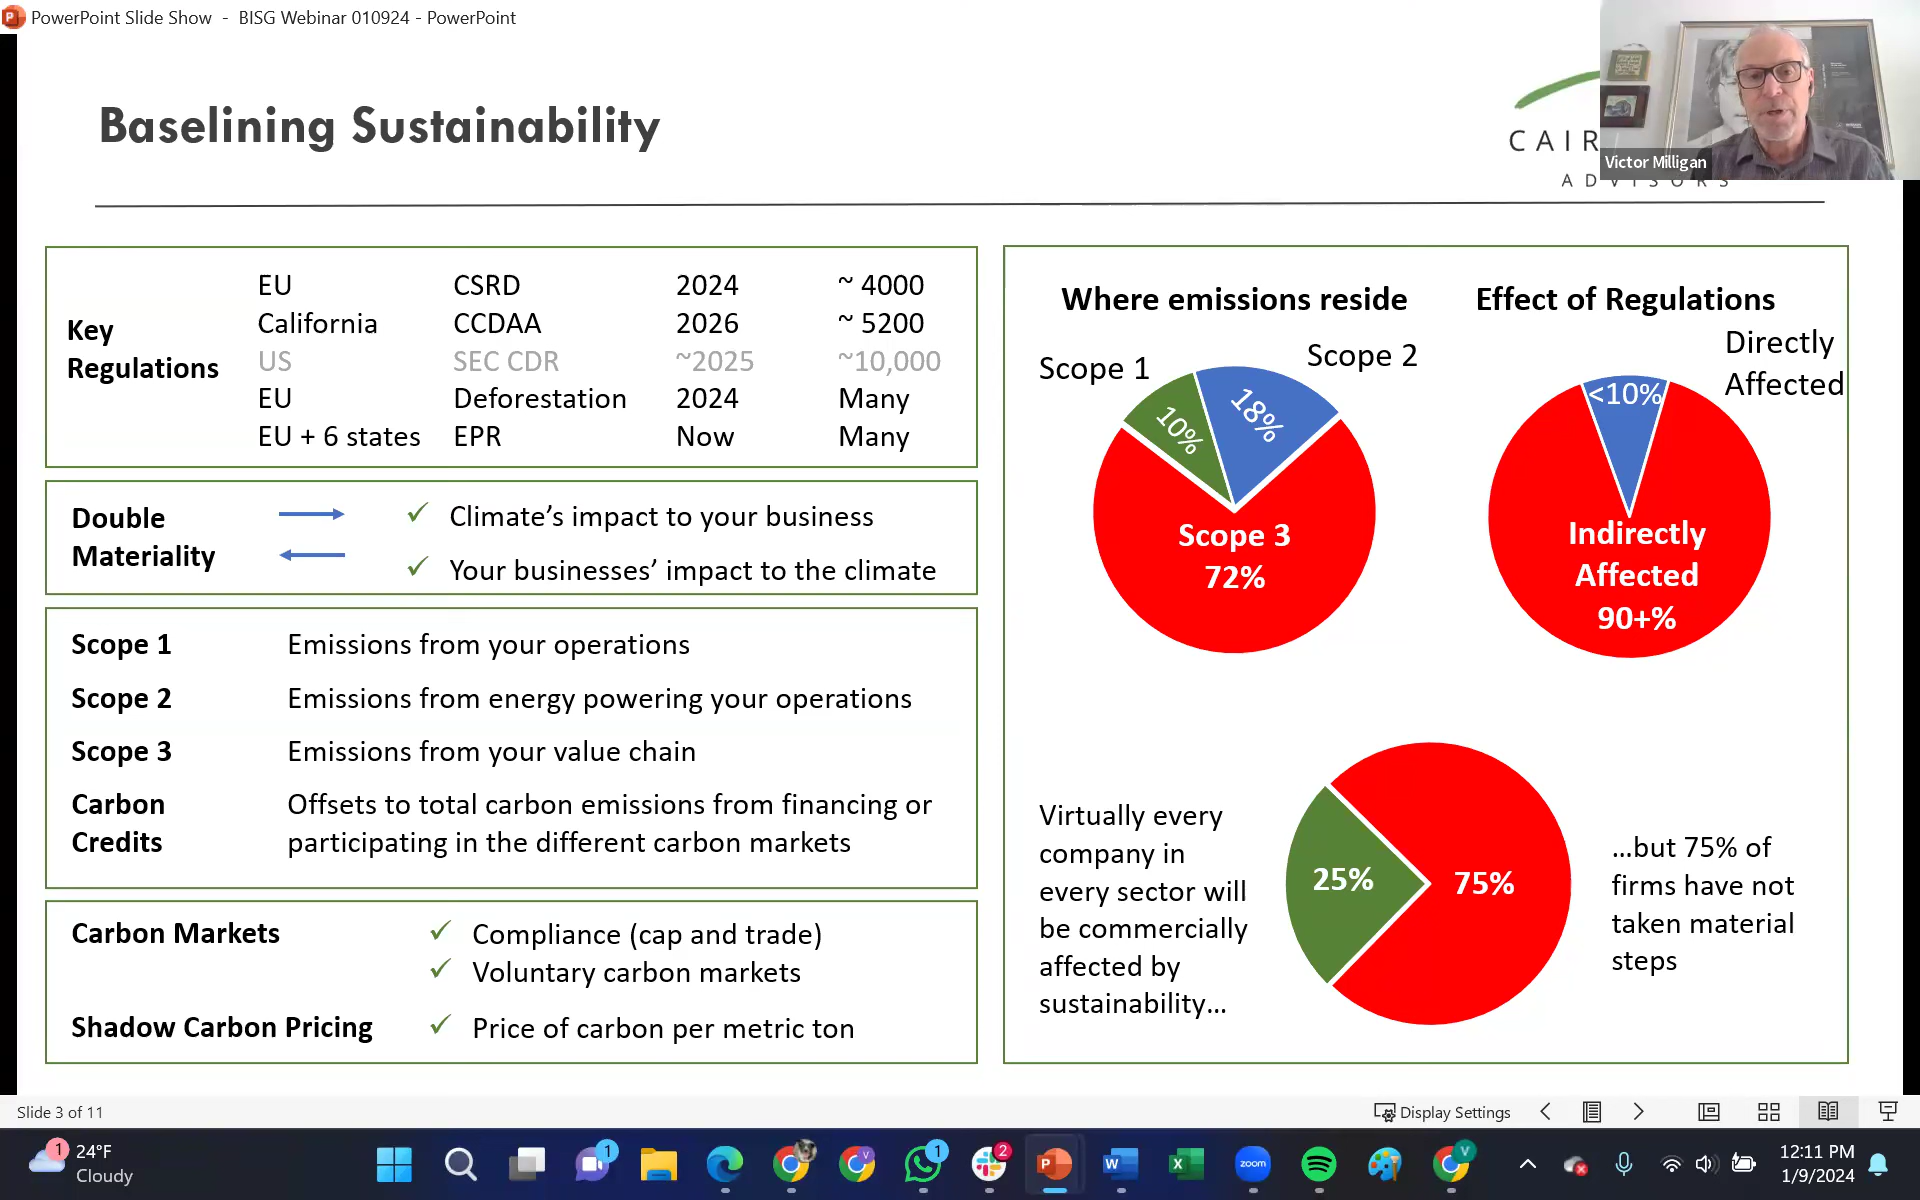 PowerPoint Slide Show - BISG Webinar 010924 - PowerPoint
Baselining Sustainability
CAIR
ADVISORS
Victor Milligan
Key
Regulations
EU CSRD 2024 ~ 4000
California CCDAA 2026 ~ 5200
US SEC CDR ~2025 ~10,000
EU Deforestation 2024 Many
EU + 6 states EPR Now Many
Double
Materiality
✓ Climate’s impact to your business
✓ Your businesses’ impact to the climate
Scope 1 Emissions from your operations
Scope 2 Emissions from energy powering your operations
Scope 3 Emissions from your value chain
Carbon
Credits
Offsets to total carbon emissions from financing or
participating in the different carbon markets
Carbon Markets ✓ Compliance (cap and trade)
✓ Voluntary carbon markets
Shadow Carbon Pricing ✓ Price of carbon per metric ton
Where emissions reside
Scope 1
Scope 2
10%
18%
Scope 3
72%
Effect of Regulations
Directly
Affected
<10%
Indirectly
Affected
90+%
Virtually every
company in
every sector will
be commercially
affected by
sustainability...
25%
75%
...but 75% of
firms have not
taken material
steps
Slide 3 of 11
Display Settings
1
24°F
Cloudy
1
V
1
2
P
W
X
zoom
V
12:11 PM
1/9/2024